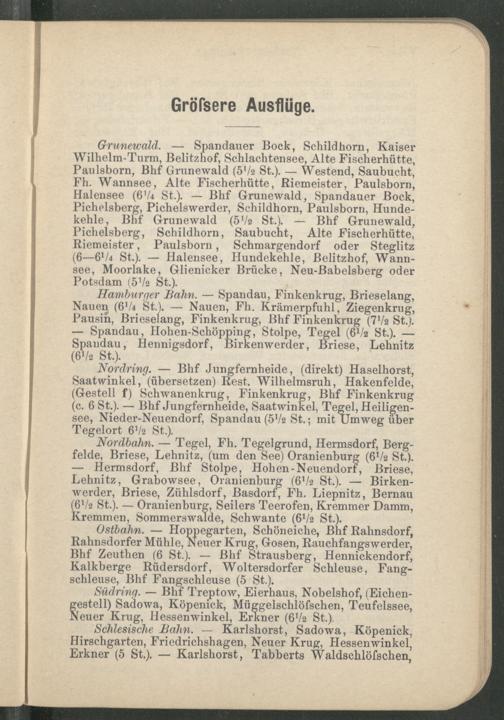 Größsere Ausflüge.
Grunewald. — Spandauer Bock, Schildhorn, Kaiser
Wilhelm-Turm, Belitzhof, Schlachtensee, Alte Fischerhütte,
Paulsborn, Bhf Grunewald (5½ St.). — Westend, Saubucht,
Fh. Wannsee, Alte Fischerhütte, Riemeister, Paulsborn,
Halensee (6¼ St.). — Bhf Grunewald, Spandauer Bock,
Pichelsberg, Pichelswerder, Schildhorn, Paulsborn, Hunde-
kehle, Bhf Grunewald (5½ St.). — Bhf Grunewald,
Pichelsberg, Schildhorn, Saubucht, Alte Fischerhütte,
Riemeister, Paulsborn, Schmargendorf oder Steglitz
(6—6¼ St.). — Halensee, Hundekehle, Belitzhof, Wann-
see, Moorlake, Glienicker Brücke, Neu-Babelsberg oder
Potsdam (5½ St.).
Hamburger Bahn. — Spandau, Finkenkrug, Brieselang,
Nauen (6¼ St.). — Nauen, Fh. Krämerpfuhl, Ziegenkrug,
Pausin, Brieselang, Finkenkrug, Bhf Finkenkrug (7½ St.).
— Spandau, Hohen-Schöpping, Stolpe, Tegel (6½ St.). —
Spandau, Hennigsdorf, Birkenwerder, Briese, Lehnitz
(6½ St.).
Nordring. — Bhf Jungfernheide, (direkt) Haselhorst,
Saatwinkel, (übersetzen) Rest. Wilhelmsruh, Hakenfelde,
(Gestell f) Schwanenkrug, Finkenkrug, Bhf Finkenkrug
(c. 6 St.). — Bhf Jungfernheide, Saatwinkel, Tegel, Heiligen-
see, Nieder-Neuendorf, Spandau (5½ St.; mit Umweg über
Tegelort 6½ St.).
Nordbahn. — Tegel, Fh. Tegelgrund, Hermsdorf, Berg-
felde, Briese, Lehnitz, (um den See) Oranienburg (6½ St.).
— Hermsdorf, Bhf Stolpe, Hohen-Neuendorf, Briese,
Lehnitz, Grabowsee, Oranienburg (6½ St.). — Birken-
werder, Briese, Zühlsdorf, Basdorf, Fh. Liepnitz, Bernau
(6½ St.). — Oranienburg, Seilers Teerofen, Kremmer Damm,
Kremmen, Sommerswalde, Schwante (6½ St.).
Ostbahn. — Hoppegarten, Schöneiche, Bhf Rahnsdorf,
Rahnsdorfer Mühle, Neuer Krug, Gosen, Rauchfangswerder,
Bhf Zeuthen (6 St.). — Bhf Strausberg, Hennickendorf,
Kalkberge Rüdersdorf, Woltersdorfer Schleuse, Fang-
schleuse, Bhf Fangschleuse (5 St.).
Südring. — Bhf Treptow, Eierhaus, Nobelshof, (Eichen-
gestell) Sadowa, Köpenick, Müggelschlöfschen, Teufelssee,
Neuer Krug, Hessenwinkel, Erkner (6½ St.)
Schlesische Bahn. — Karlshorst, Sadowa, Köpenick,
Hirschgarten, Friedrichshagen, Neuer Krug, Hessenwinkel,
Erkner (5 St.). — Karlshorst, Tabberts Waldschlöfschen,